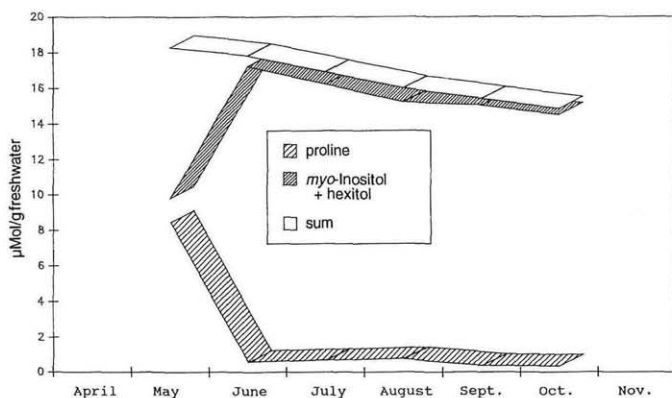 20
18
16
14
12
10
8
6
4
2
0
µMol/gfreshwater
proline
myo-Inositol
+ hexitol
sum
April May June July August Sept. Oct. Nov.